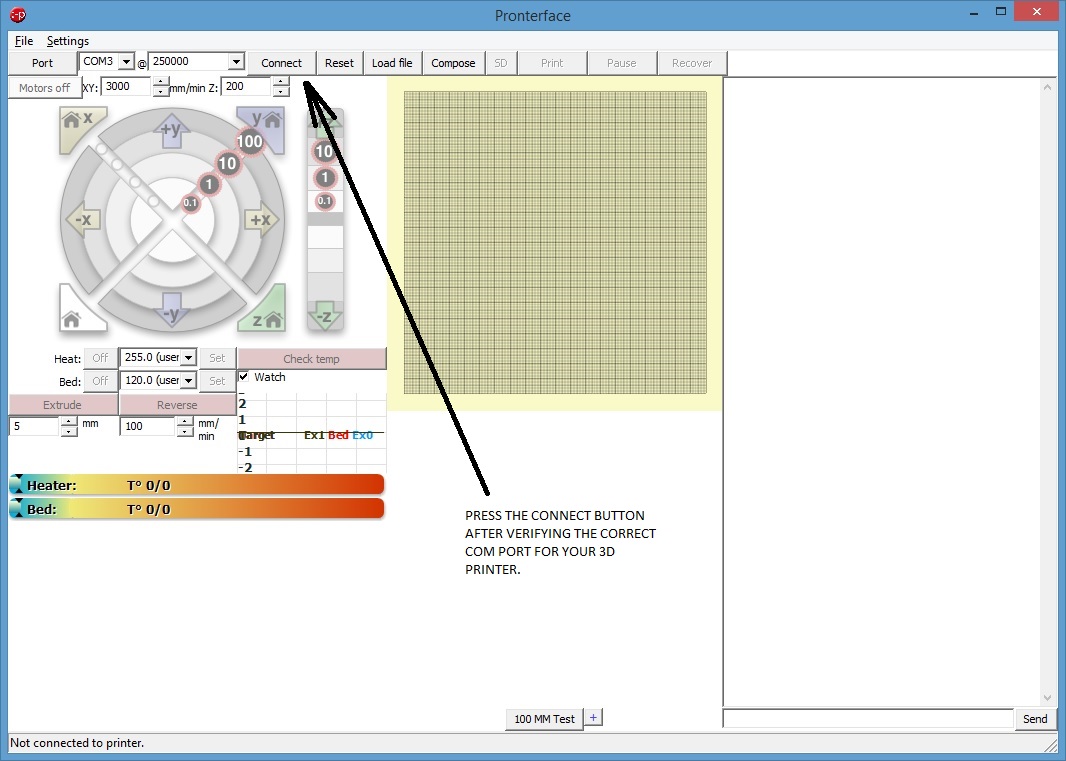 Pronterface
File Settings
Port COM3 @ 250000 Connect Reset Load file Compose SD Print Pause Recover
Motors off XY: 3000 mm/min Z: 200
x y
+y 100
10
1
0.1
-x +x
-y
z
10
1
0.1
-z
Heat: Off 255.0 (user Set Check temp
Bed: Off 120.0 (user Set Watch
Extrude Reverse
5 mm 100 mm/
min
2
1
Target Ex1 Bed Ex0
-1
-2
Heater: T° 0/0
Bed: T° 0/0
PRESS THE CONNECT BUTTON
AFTER VERIFYING THE CORRECT
COM PORT FOR YOUR 3D
PRINTER.
100 MM Test +
Send
Not connected to printer.